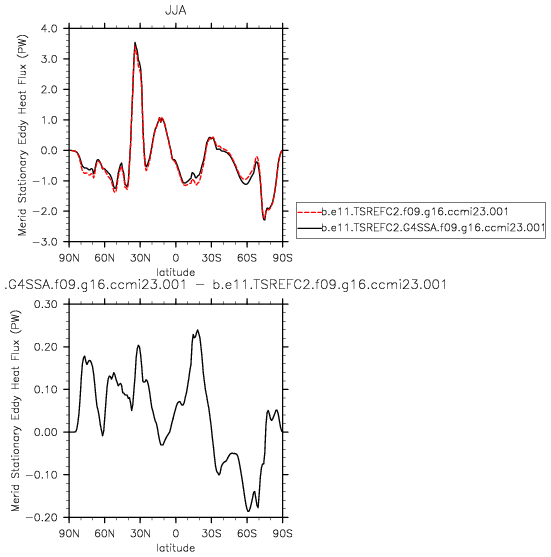 JJA
Merid Stationary Eddy Heat Flux (PW)
4.0
3.0
2.0
1.0
0.0
-1.0
-2.0
-3.0
90N 60N 30N 0 30S 60S 90S
latitude
b.e11.TSREFC2.f09.g16.ccmi23.001
b.e11.TSREFC2.G4SSA.f09.g16.ccmi23.001
.G4SSA.f09.g16.ccmi23.001 - b.e11.TSREFC2.f09.g16.ccmi23.001
Merid Stationary Eddy Heat Flux (PW)
0.30
0.20
0.10
0.00
-0.10
-0.20
90N 60N 30N 0 30S 60S 90S
latitude